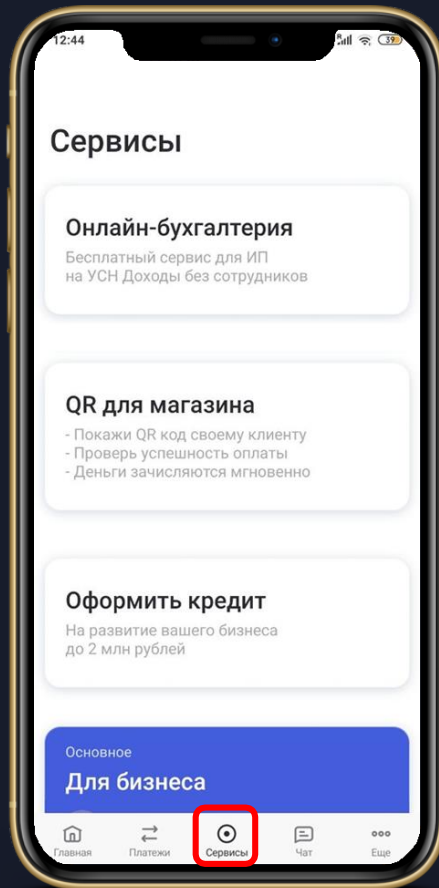 12:44
39
Сервисы
Онлайн-бухгалтерия
Бесплатный сервис для ИП
на УСН Доходы без сотрудников
QR для магазина
- Покажи QR код своему клиенту
- Проверь успешность оплаты
- Деньги зачисляются мгновенно
Оформить кредит
На развитие вашего бизнеса
до 2 млн рублей
Основное
Для бизнеса
Главная Платежи Сервисы Чат Еще